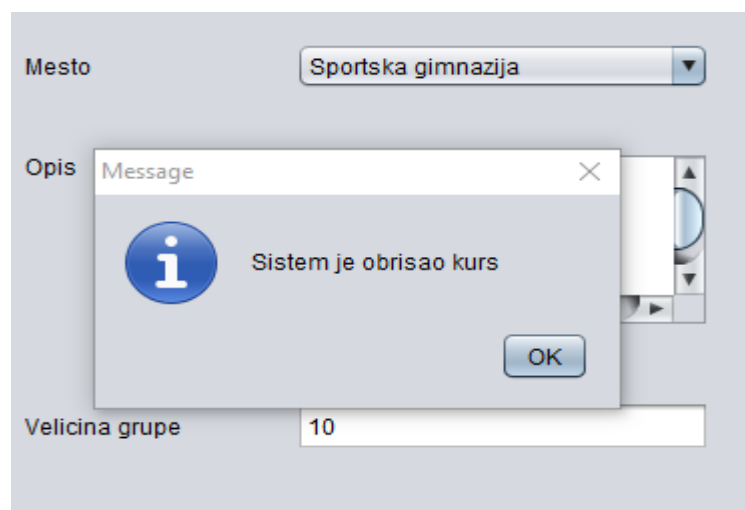 Mesto
Sportska gimnazija
Opis
Message
Sistem je obrisao kurs
OK
Velicina grupe
10